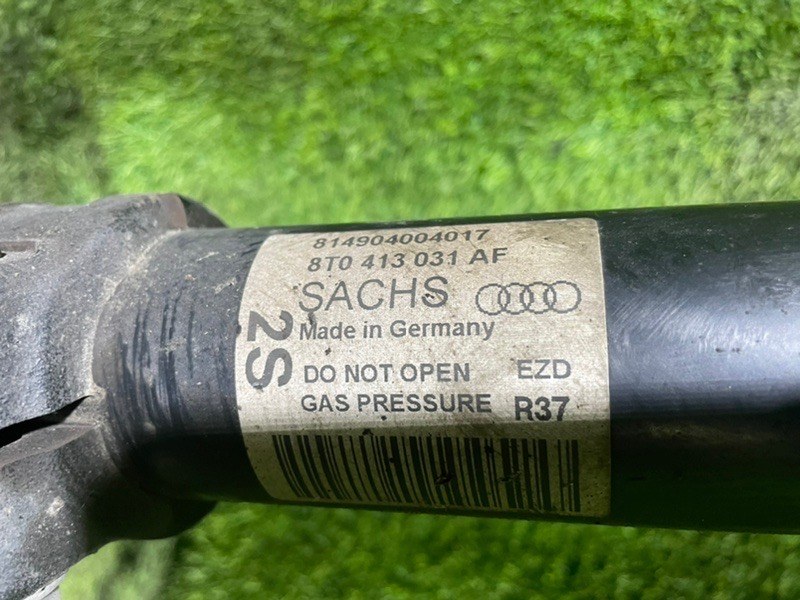 814904004017
8T0 413 031 AF
SACHS
2S
Made in Germany
DO NOT OPEN EZD
GAS PRESSURE R37